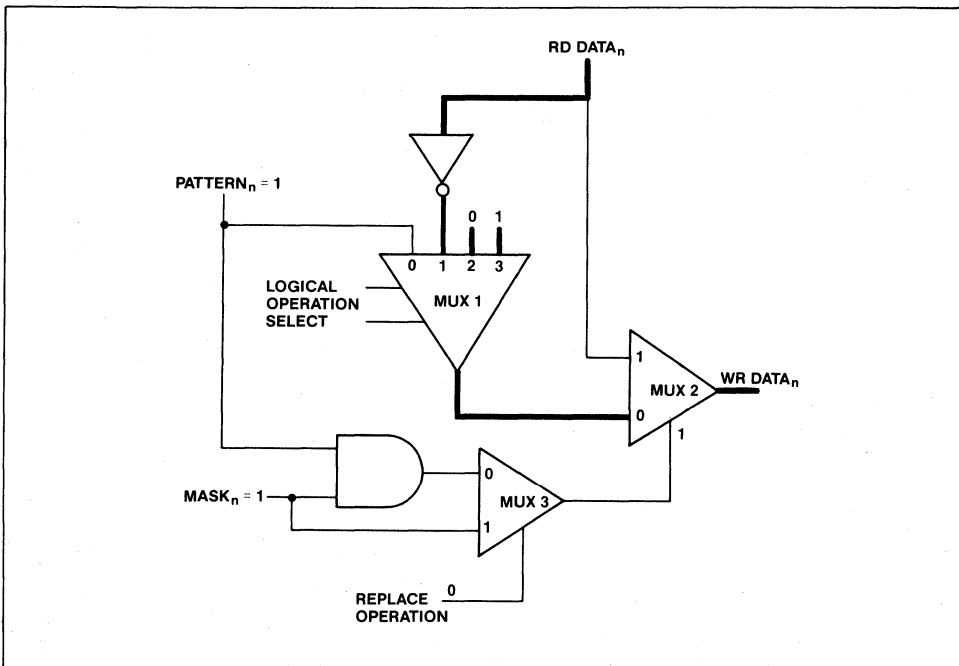 RD DATAn
PATTERNn = 1
0 1
0 1 2 3
MUX 1
LOGICAL
OPERATION
SELECT
1
MUX 2
0
WR DATAn
1
MASKn = 1
0
MUX 3
1
REPLACE
OPERATION
0